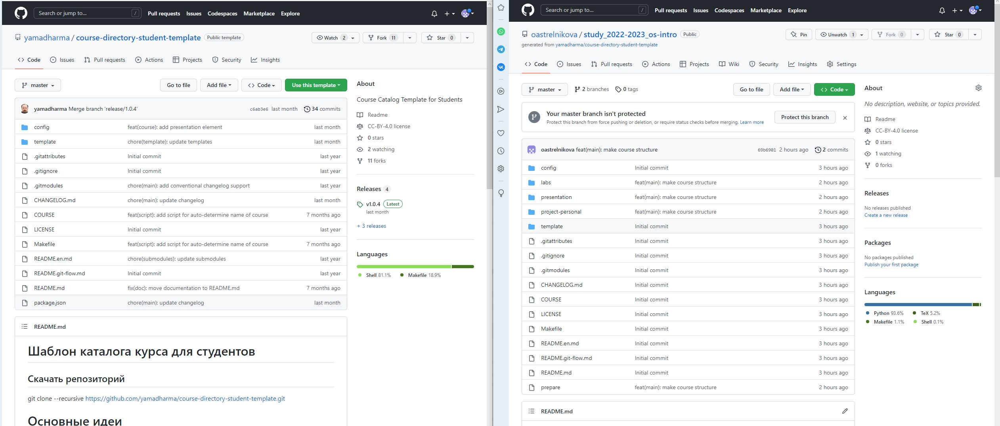 Search or jump to... /
Pull requests Issues Codespaces Marketplace Explore
yamadharma / course-directory-student-template Public template
Watch 2 Fork 11 Star 0
Code Issues Pull requests Actions Projects Security Insights
master Go to file Add file Code Use this template
yamadharma Merge branch 'release/1.0.4' c6ab3e6 last month 34 commits
config feat(course): add presentation element last month
template chore(template): update templates last month
.gitattributes Initial commit last year
.gitignore Initial commit last year
.gitmodules chore(main): add conventional changelog support last year
CHANGELOG.md chore(main): update changelog last month
COURSE feat(script): add script for auto-determine name of course 7 months ago
LICENSE Initial commit last year
Makefile feat(script): add script for auto-determine name of course 7 months ago
README.en.md chore(submodules): update submodules last year
README.git-flow.md Initial commit last year
README.md fix(doc): move documentation to README.md 7 months ago
package.json chore(main): update changelog last month
README.md
Шаблон каталога курса для студентов
Скачать репозиторий
git clone --recursive https://github.com/yamadharma/course-directory-student-template.git
Основные идеи
About
Course Catalog Template for Students
Readme
CC-BY-4.0 license
0 stars
2 watching
11 forks
Releases 4
v1.0.4 Latest
last month
+ 3 releases
Languages
Shell 81.1% Makefile 18.9%
Search or jump to... /
Pull requests Issues Codespaces Marketplace Explore
oastrelnikova / study_2022-2023_os-intro Public
Pin Unwatch 1 Fork 0 Star 0
generated from yamadharma/course-directory-student-template
Code Issues Pull requests Actions Projects Wiki Security Insights Settings
master 2 branches 0 tags Go to file Add file Code
Your master branch isn't protected
Protect this branch from force pushing or deletion, or require status checks before merging. Learn more
Protect this branch
oastrelnikova feat(main): make course structure 69b6901 2 hours ago 2 commits
config Initial commit 3 hours ago
labs feat(main): make course structure 2 hours ago
presentation feat(main): make course structure 2 hours ago
project-personal feat(main): make course structure 2 hours ago
template Initial commit 3 hours ago
.gitattributes Initial commit 3 hours ago
.gitignore Initial commit 3 hours ago
.gitmodules Initial commit 3 hours ago
CHANGELOG.md Initial commit 3 hours ago
COURSE Initial commit 3 hours ago
LICENSE Initial commit 3 hours ago
Makefile Initial commit 3 hours ago
README.en.md Initial commit 3 hours ago
README.git-flow.md Initial commit 3 hours ago
README.md Initial commit 3 hours ago
prepare feat(main): make course structure 2 hours ago
README.md
About
No description, website, or topics provided.
Readme
CC-BY-4.0 license
0 stars
1 watching
0 forks
Releases
No releases published
Create a new release
Packages
No packages published
Publish your first package
Languages
Python 93.6% TeX 5.2%
Makefile 1.1% Shell 0.1%